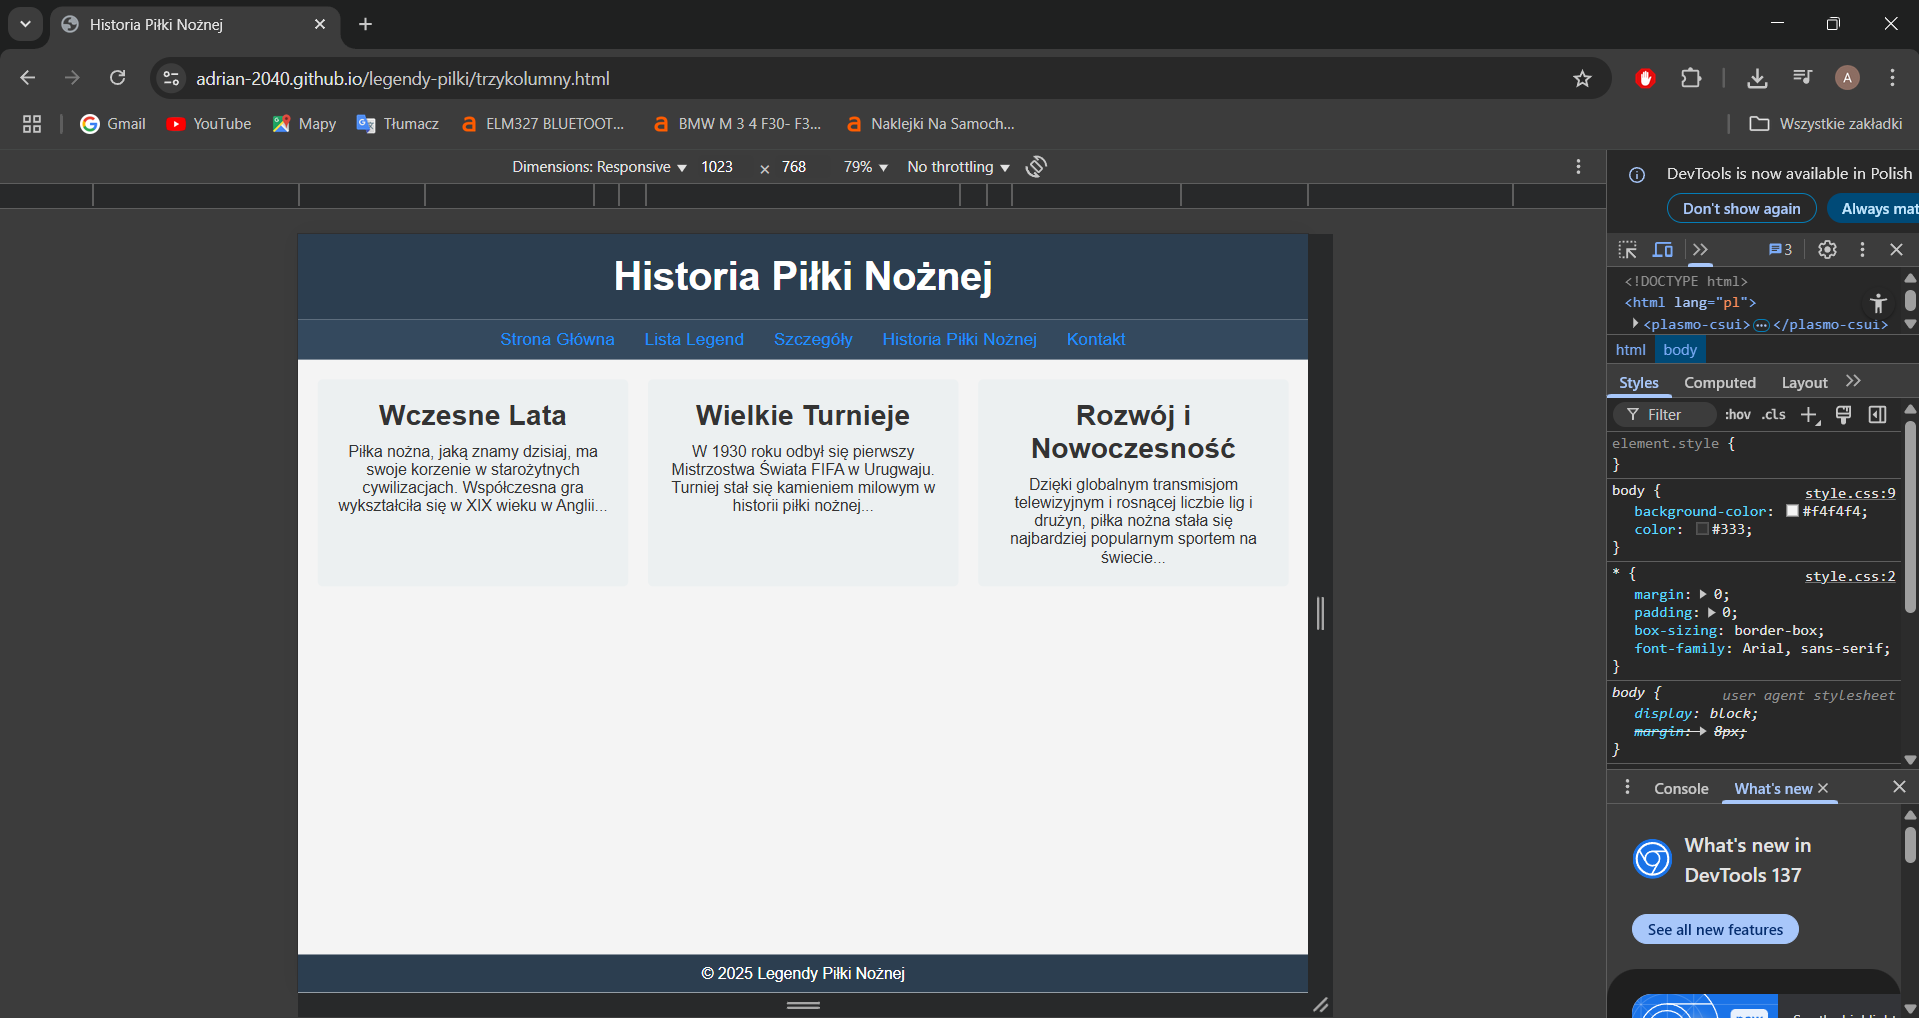 Historia Piłki Nożnej
adrian-2040.github.io/legendy-pilki/trzykolumny.html
A
Gmail
YouTube
Mapy
Tłumacz
ELM327 BLUETOOT...
BMW M 3 4 F30- F3...
Naklejki Na Samoch...
Wszystkie zakładki
Dimensions: Responsive
1023
×
768
79%
No throttling
Historia Piłki Nożnej
Strona Główna
Lista Legend
Szczegóły
Historia Piłki Nożnej
Kontakt
Wczesne Lata
Piłka nożna, jaką znamy dzisiaj, ma
swoje korzenie w starożytnych
cywilizacjach. Współczesna gra
wykształciła się w XIX wieku w Anglii...
Wielkie Turnieje
W 1930 roku odbył się pierwszy
Mistrzostwa Świata FIFA w Urugwaju.
Turniej stał się kamieniem milowym w
historii piłki nożnej...
Rozwój i
Nowoczesność
Dzięki globalnym transmisjom
telewizyjnym i rosnącej liczbie lig i
drużyn, piłka nożna stała się
najbardziej popularnym sportem na
świecie...
© 2025 Legendy Piłki Nożnej
DevTools is now available in Polish
Don't show again
Always mat
3
<!DOCTYPE html>
<html lang="pl">
<plasmo-csui>
</plasmo-csui>
html
body
Styles
Computed
Layout
Filter
:hov
.cls
element.style {
}
body {
style.css:9
background-color: #f4f4f4;
color: #333;
}
* {
style.css:2
margin: 0;
padding: 0;
box-sizing: border-box;
font-family: Arial, sans-serif;
}
body {
user agent stylesheet
display: block;
margin: 8px;
}
Console
What's new
What's new in
DevTools 137
See all new features